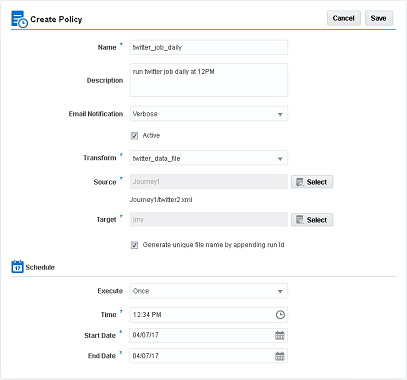 Create Policy
Cancel
Save
Name *
twitter_job_daily
Description
run twitter job daily at 12PM
Email Notification
Verbose
Active
Transform *
twitter_data_file
Source *
Journey1
Select
Journey1/twitter2.xml
Target *
jrny
Select
Generate unique file name by appending run Id
17 Schedule
Execute
Once
Time *
12:34 PM
Start Date *
04/07/17
End Date *
04/07/17